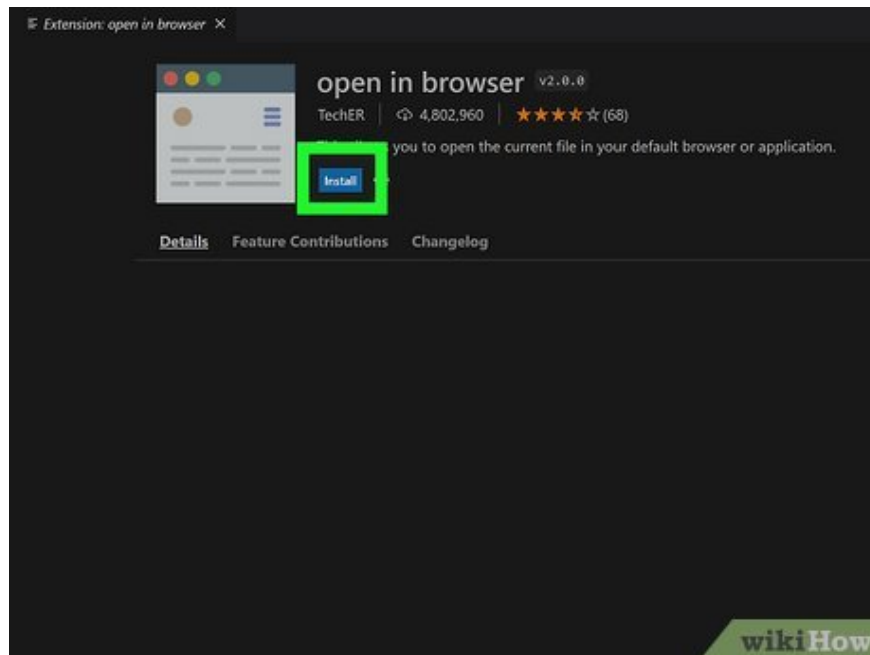 Extension: open in browser
open in browser v2.0.0
TechER 4,802,960 (68)
you to open the current file in your default browser or application.
Install
Details Feature Contributions Changelog
wikiHow